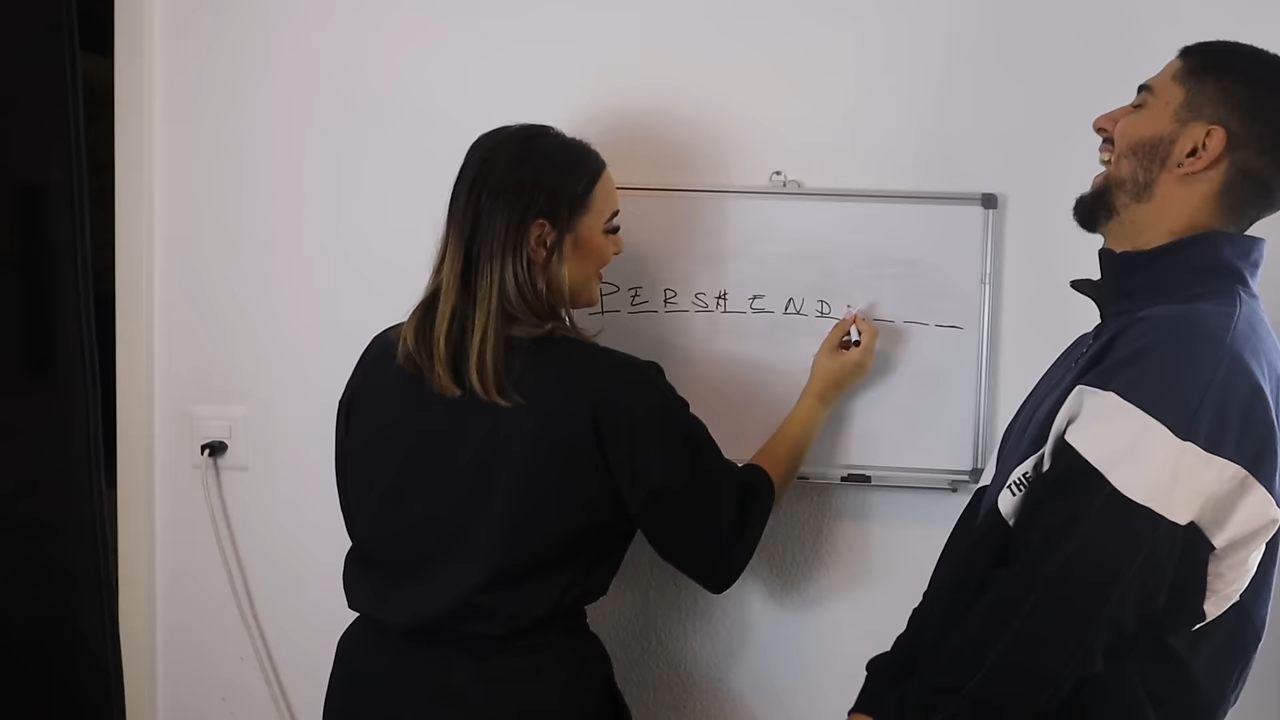 PERSHEND _ _ _ _
THE